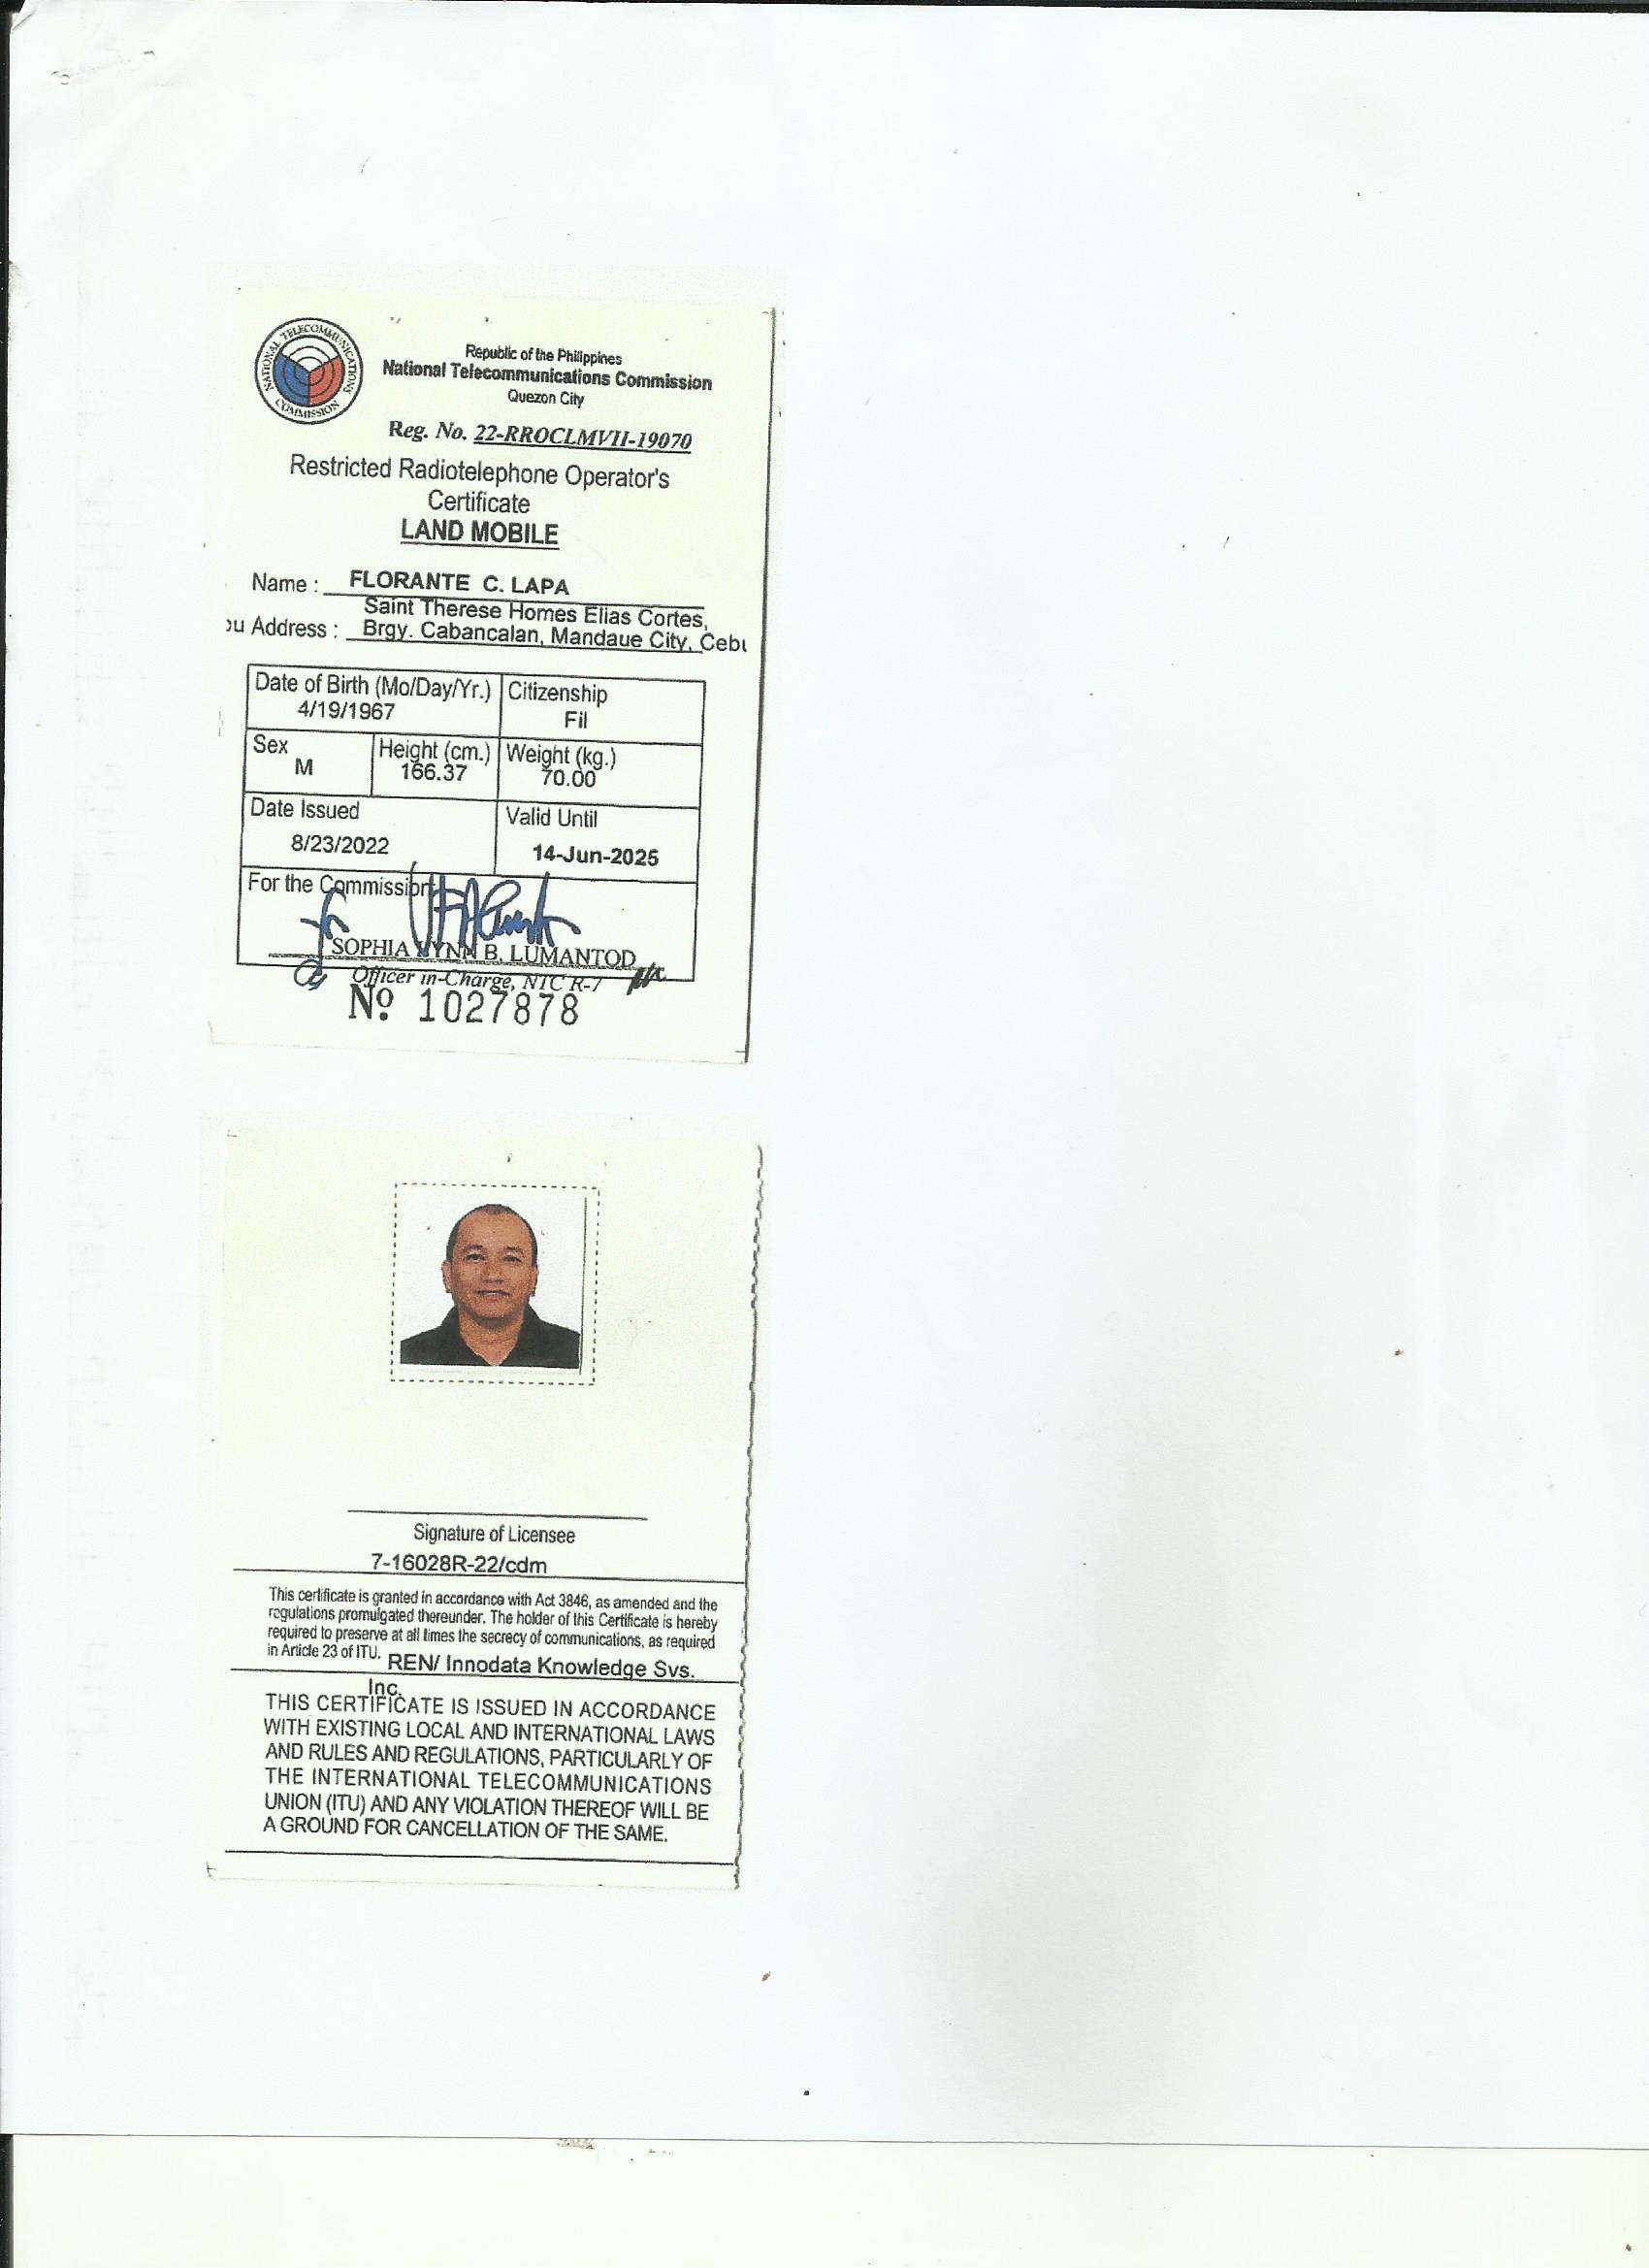 NATIONAL TELECOMMUNICATIONS COMMISSION
Republic of the Philippines
National Telecommunications Commission
Quezon City
Reg. No. 22-RROCLMVII-19070
Restricted Radiotelephone Operator's
Certificate
LAND MOBILE
Name : FLORANTE C. LAPA
Saint Therese Homes Elias Cortes,
ou Address : Brgy. Cabancalan, Mandaue City, Cebu
Date of Birth (Mo/Day/Yr.) Citizenship
4/19/1967 Fil
Sex Height (cm.) Weight (kg.)
M 166.37 70.00
Date Issued Valid Until
8/23/2022 14-Jun-2025
For the Commission
SOPHIA LYNN B. LUMANTOD
Officer in-Charge, NTC R-7
Nº 1027878
Signature of Licensee
7-16028R-22/cdm
This certificate is granted in accordance with Act 3846, as amended and the
regulations promulgated thereunder. The holder of this Certificate is hereby
required to preserve at all times the secrecy of communications, as required
in Article 23 of ITU. REN/ Innodata Knowledge Svs.
Inc.
THIS CERTIFICATE IS ISSUED IN ACCORDANCE
WITH EXISTING LOCAL AND INTERNATIONAL LAWS
AND RULES AND REGULATIONS, PARTICULARLY OF
THE INTERNATIONAL TELECOMMUNICATIONS
UNION (ITU) AND ANY VIOLATION THEREOF WILL BE
A GROUND FOR CANCELLATION OF THE SAME.